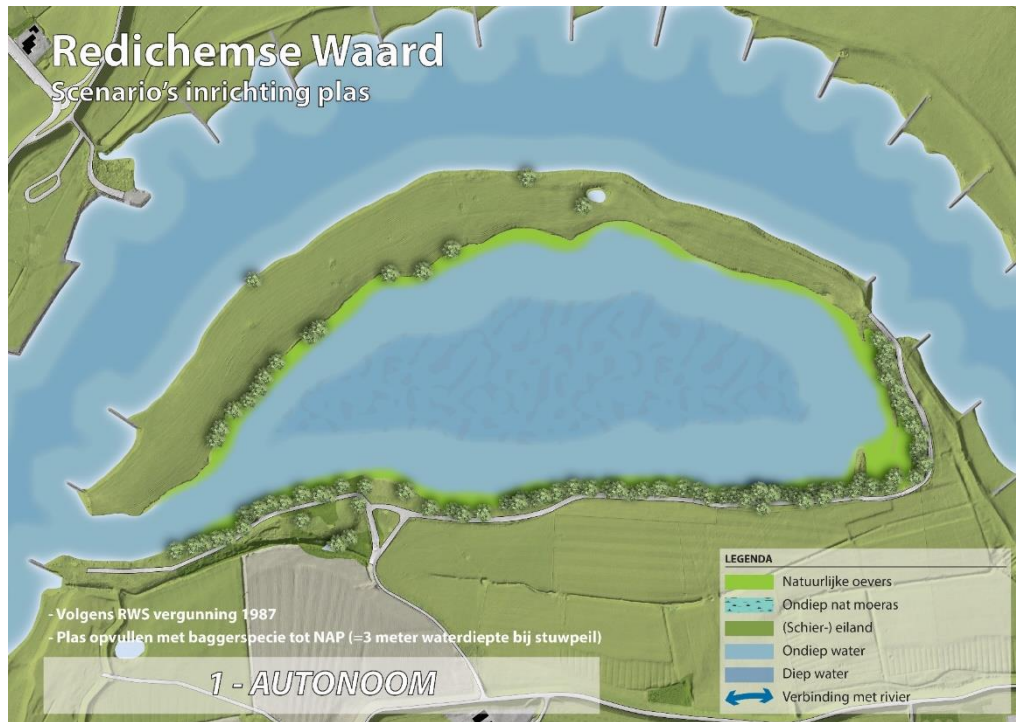 Redichemse Waard
Scenario's inrichting plas
- Volgens RWS vergunning 1987
- Plas opvullen met baggerspecie tot NAP (=3 meter waterdiepte bij stuwpeil)
1 - AUTONOOM
LEGENDA
Natuurlijke oevers
Ondiep nat moeras
(Schier-) eiland
Ondiep water
Diep water
Verbinding met rivier